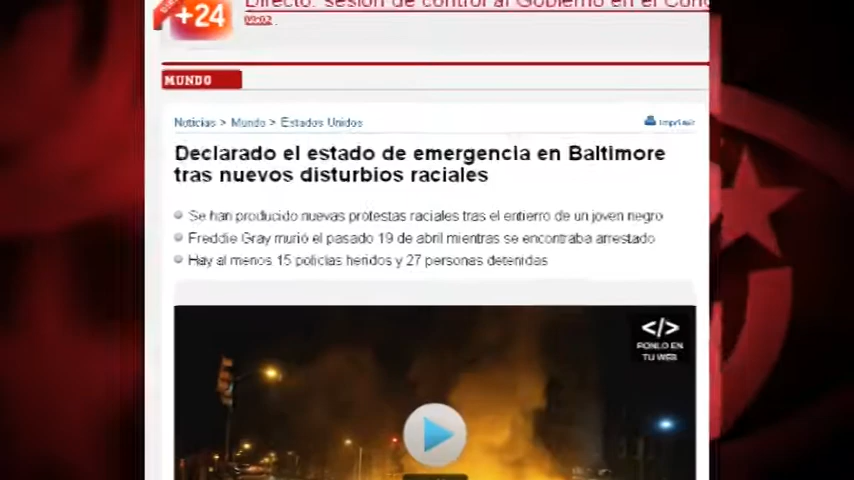 +24
Directo: sesión de control al Gobierno en el Con
09:02
MUNDO
Noticias > Mundo > Estados Unidos
Imprimir
Declarado el estado de emergencia en Baltimore
tras nuevos disturbios raciales
Se han producido nuevas protestas raciales tras el entierro de un joven negro
Freddie Gray murió el pasado 19 de abril mientras se encontraba arrestado
Hay al menos 15 policías heridos y 27 personas detenidas
</>
PONLO EN
TU WEB